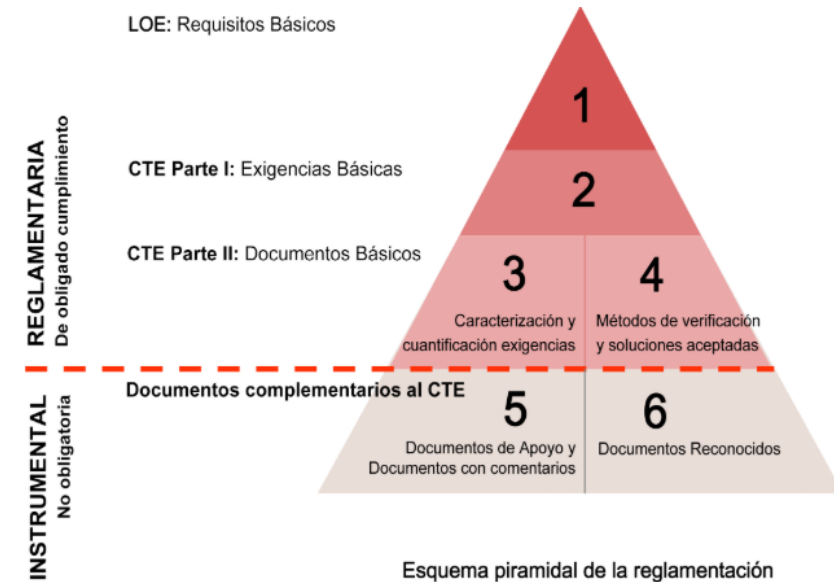 LOE: Requisitos Básicos
1
CTE Parte I: Exigencias Básicas
2
CTE Parte II: Documentos Básicos
3
4
Caracterización y
cuantificación exigencias
Métodos de verificación
y soluciones aceptadas
REGLAMENTARIA
De obligado cumplimiento
Documentos complementarios al CTE
5
6
Documentos de Apoyo y
Documentos con comentarios
Documentos Reconocidos
INSTRUMENTAL
No obligatoria
Esquema piramidal de la reglamentación